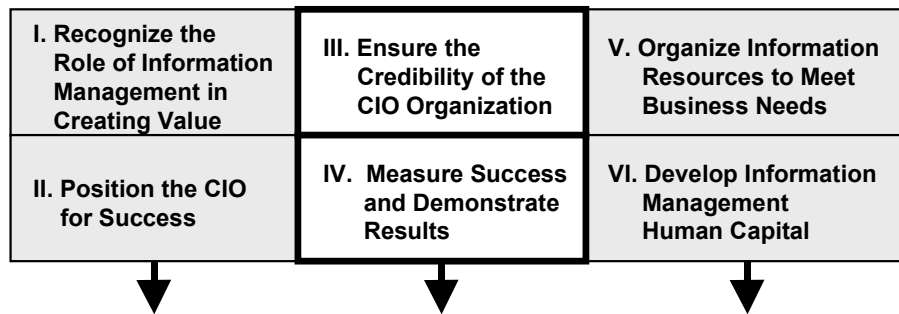 I. Recognize the
Role of Information
Management in
Creating Value
II. Position the CIO
for Success
III. Ensure the
Credibility of the
CIO Organization
IV. Measure Success
and Demonstrate
Results
V. Organize Information
Resources to Meet
Business Needs
VI. Develop Information
Management
Human Capital